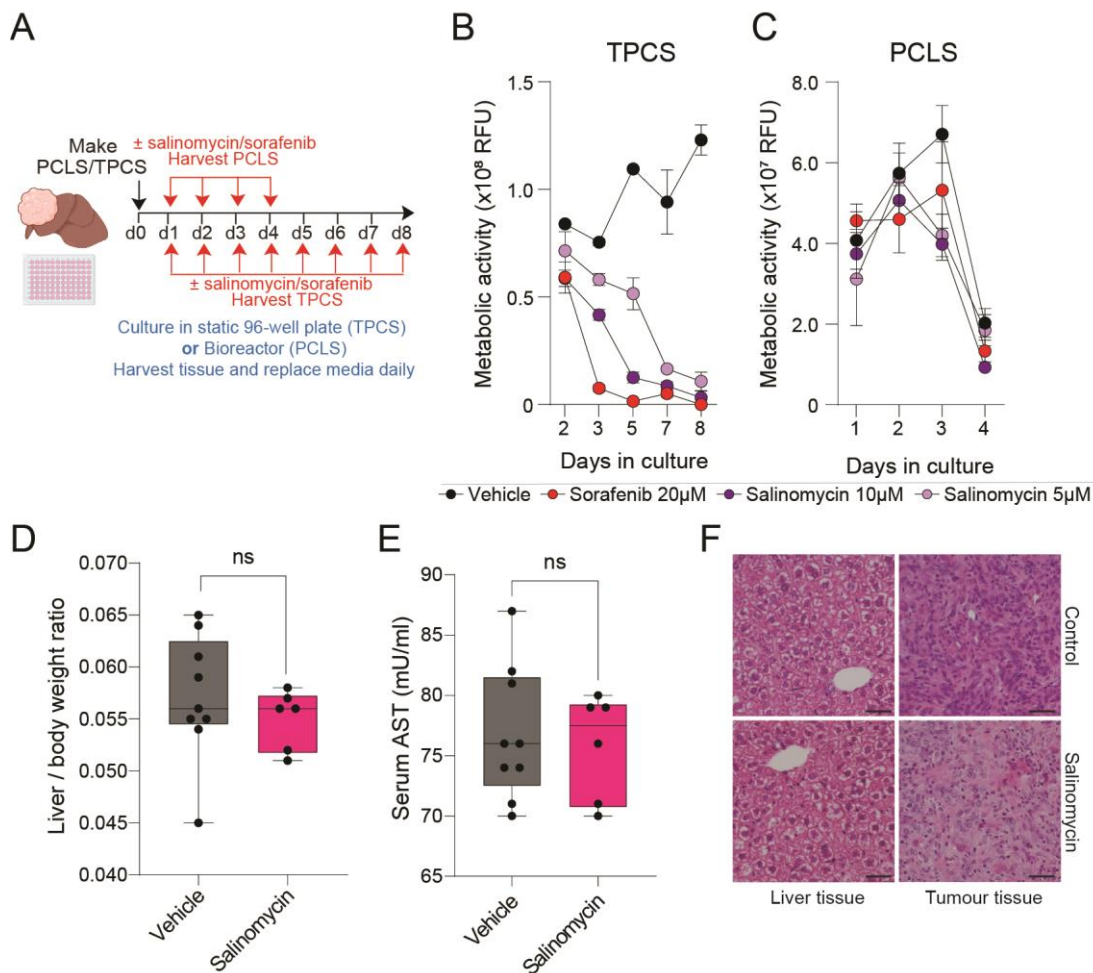 A
Make
PCLS/TPCS
± salinomycin/sorafenib
Harvest PCLS
d0 d1 d2 d3 d4 d5 d6 d7 d8
± salinomycin/sorafenib
Harvest TPCS
Culture in static 96-well plate (TPCS)
or Bioreactor (PCLS)
Harvest tissue and replace media daily
B
TPCS
Metabolic activity (x10⁸ RFU)
1.5
1.0
0.5
0
2 3 5 7 8
Days in culture
C
PCLS
Metabolic activity (x10⁷ RFU)
8.0
6.0
4.0
2.0
0
1 2 3 4
Days in culture
Vehicle Sorafenib 20µM Salinomycin 10µM Salinomycin 5µM
D
Liver / body weight ratio
0.070
0.065
0.060
0.055
0.050
0.045
0.040
ns
Vehicle
Salinomycin
E
Serum AST (mU/ml)
90
85
80
75
70
65
ns
Vehicle
Salinomycin
F
Control
Salinomycin
Liver tissue
Tumour tissue